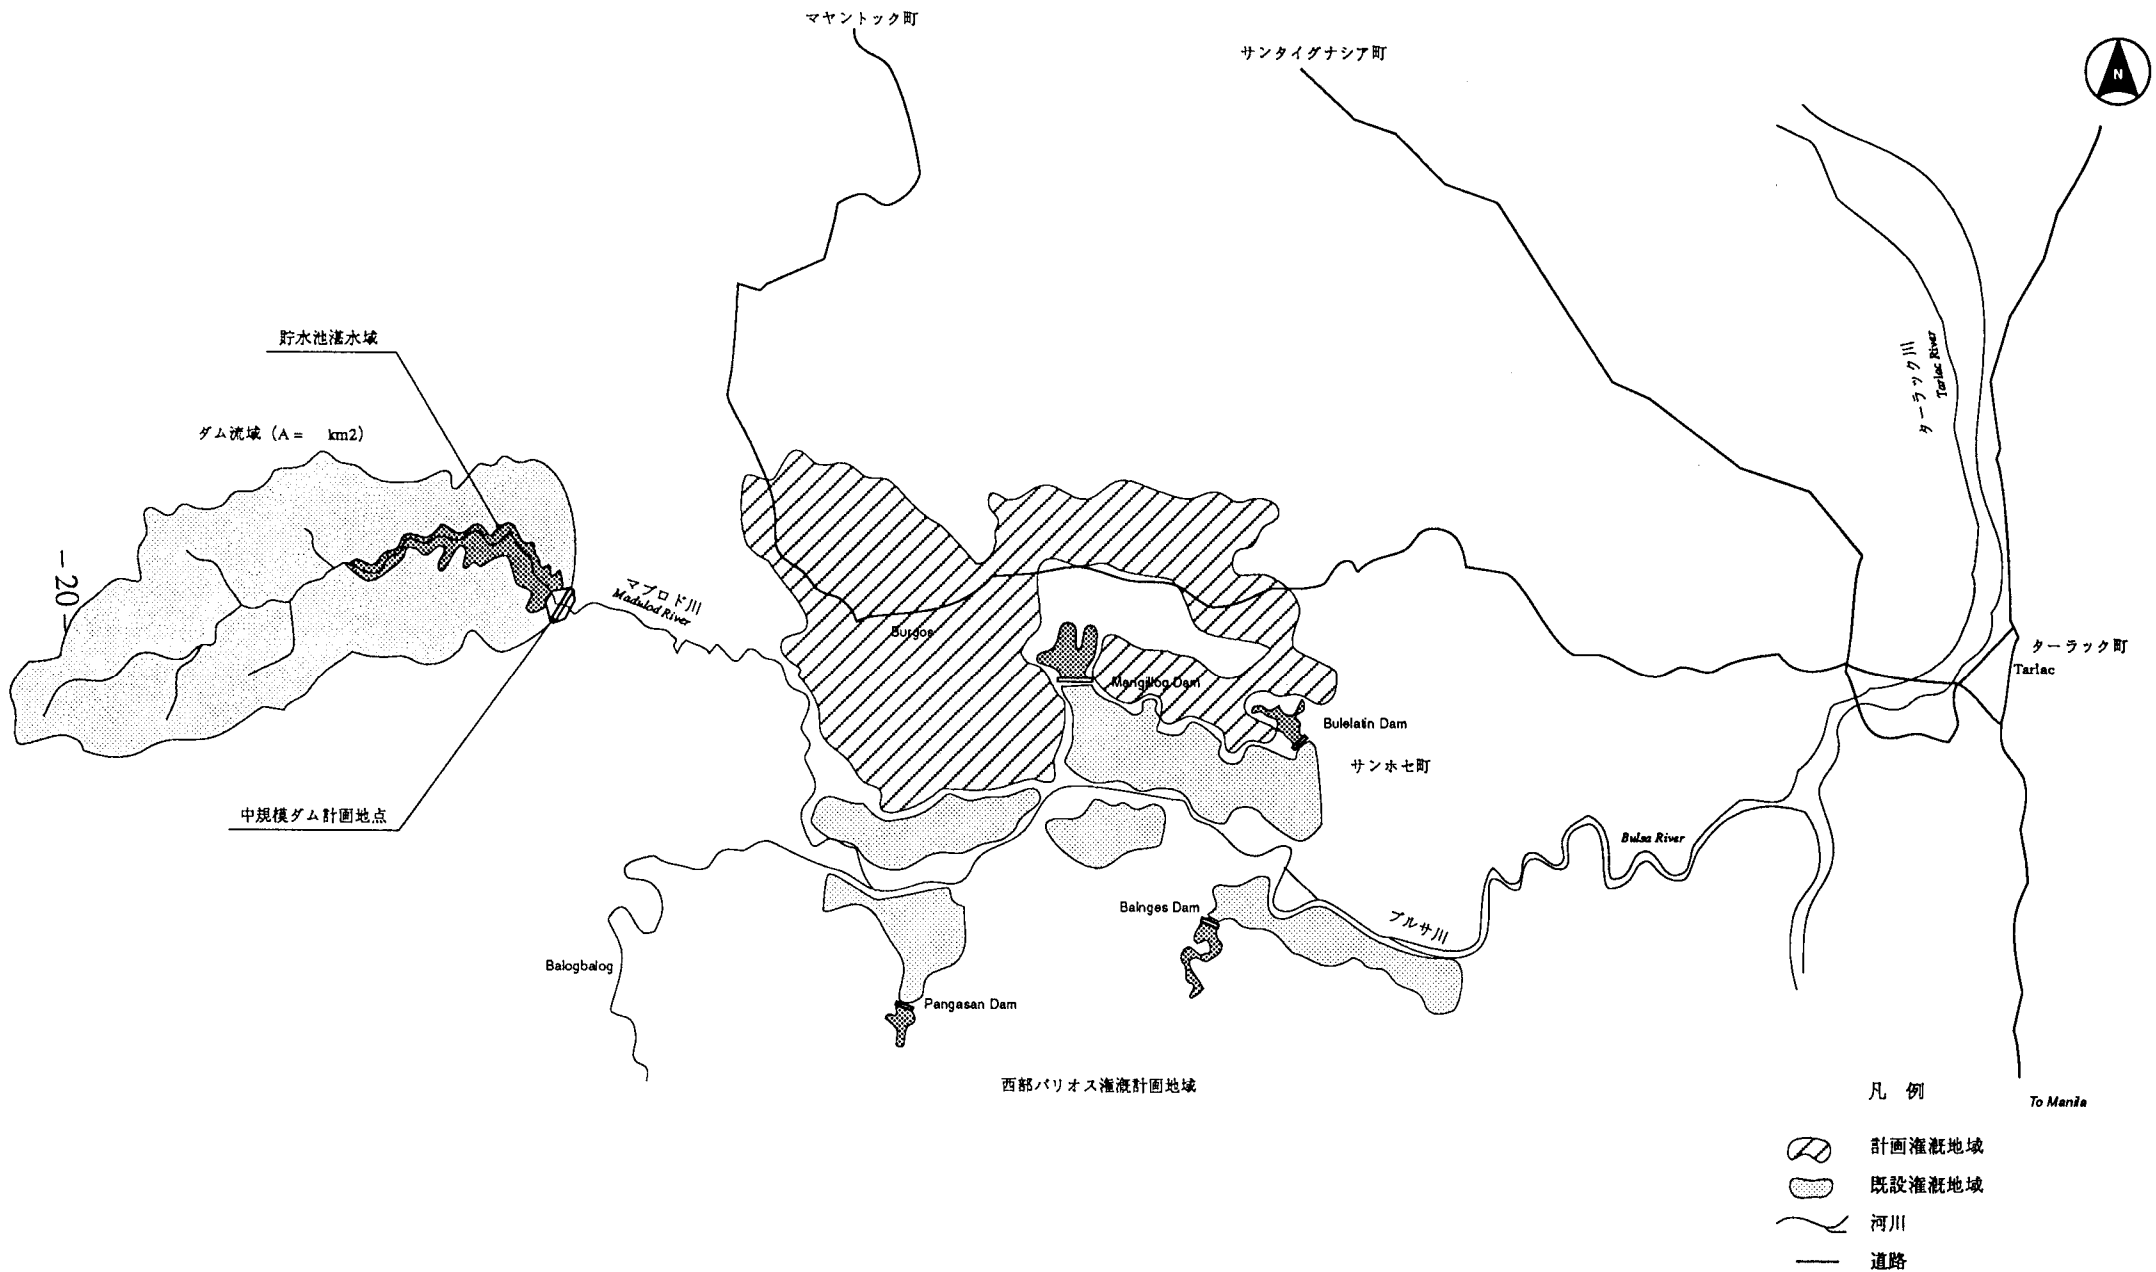 マヤントック町
サンタイグナシア町
N
貯水池湛水域
ダム流域 (A = km2)
ターラック川
Tarlac River
-20-
マブロド川
Madulod River
Burgos
ターラック町
Tarlac
Mangillog Dam
Bulelatin Dam
サンホセ町
中規模ダム計画地点
Bulsa River
Balnges Dam
ブルサ川
Balogbalog
Pangasan Dam
西部バリオス灌漑計画地域
凡 例
To Manila
計画灌漑地域
既設灌漑地域
河川
道路